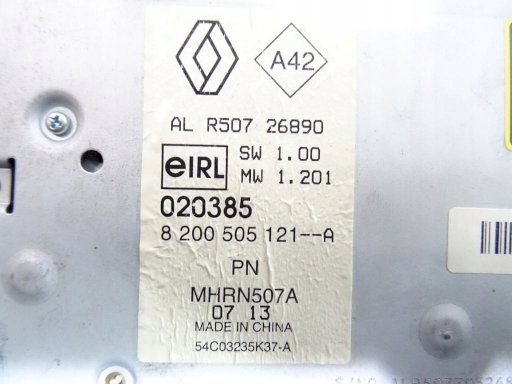 A42
AL R507 26890
eIRL
SW 1.00
MW 1.201
020385
8 200 505 121--A
PN
MHRN507A
07 13
MADE IN CHINA
54C03235K37-A